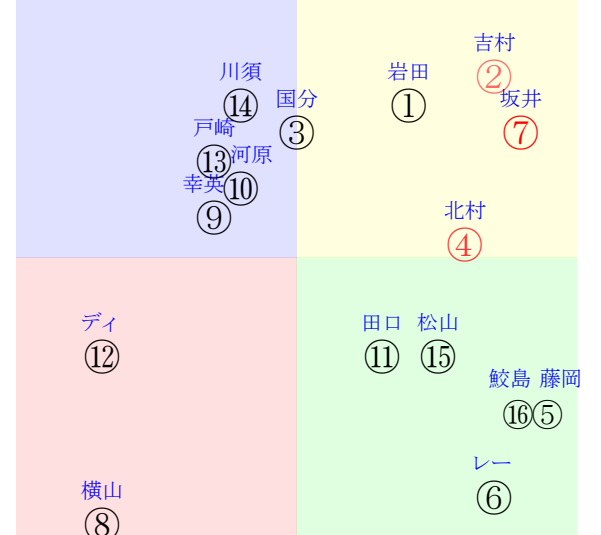 吉村
②
川須
⑭
岩田
①
国分
③
坂井
⑦
戸崎
⑬
河原
⑩
幸英
⑨
北村
④
ディ
⑫
田口
⑪
松山
⑮
鮫島
⑯
藤岡
⑤
レー
⑥
横山
⑧